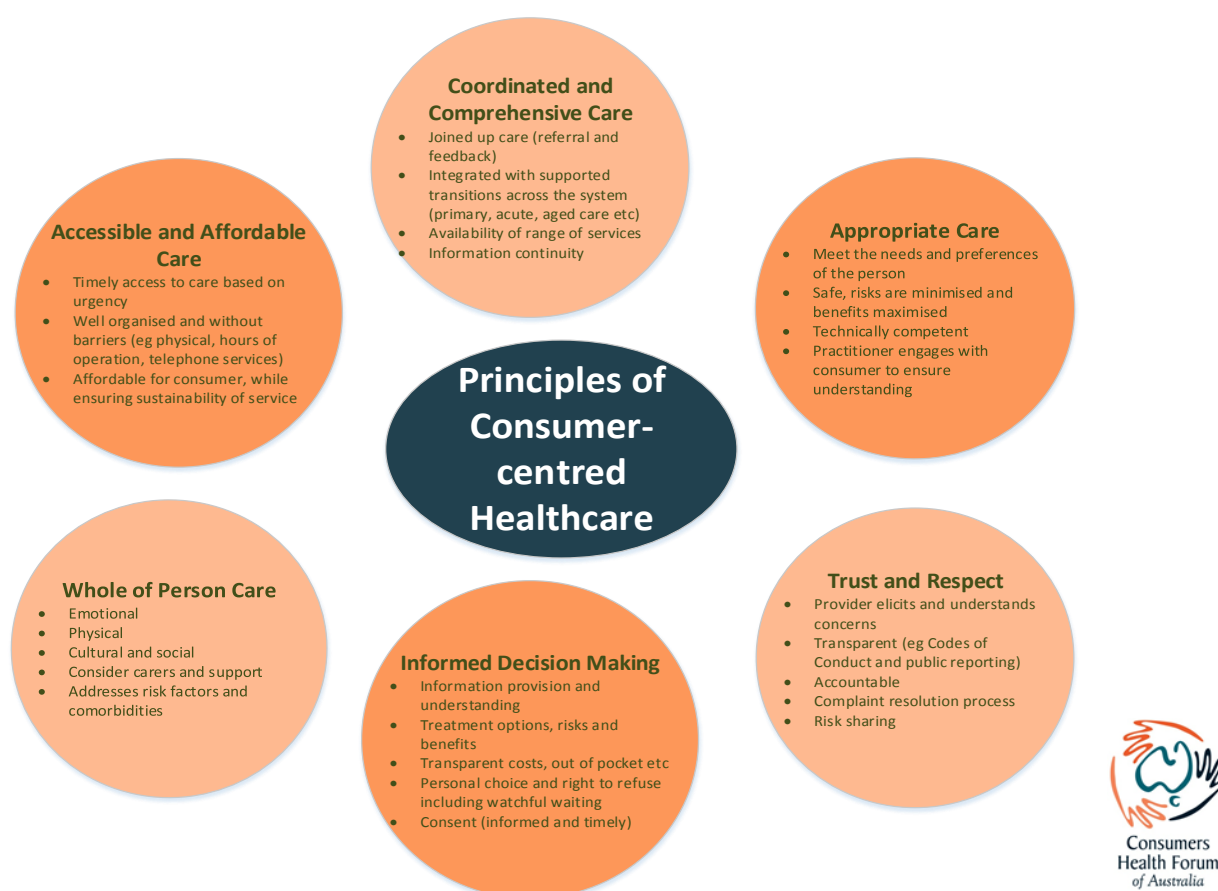 Coordinated and
Comprehensive Care
• Joined up care (referral and
feedback)
• Integrated with supported
transitions across the system
(primary, acute, aged care etc)
• Availability of range of services
• Information continuity
Accessible and Affordable
Care
• Timely access to care based on
urgency
• Well organised and without
barriers (eg physical, hours of
operation, telephone services)
• Affordable for consumer, while
ensuring sustainability of service
Appropriate Care
• Meet the needs and preferences
of the person
• Safe, risks are minimised and
benefits maximised
• Technically competent
• Practitioner engages with
consumer to ensure
understanding
Principles of
Consumer-
centred
Healthcare
Whole of Person Care
• Emotional
• Physical
• Cultural and social
• Consider carers and support
• Addresses risk factors and
comorbidities
Informed Decision Making
• Information provision and
understanding
• Treatment options, risks and
benefits
• Transparent costs, out of pocket etc
• Personal choice and right to refuse
including watchful waiting
• Consent (informed and timely)
Trust and Respect
• Provider elicits and understands
concerns
• Transparent (eg Codes of
Conduct and public reporting)
• Accountable
• Complaint resolution process
• Risk sharing
Consumers
Health Forum
of Australia